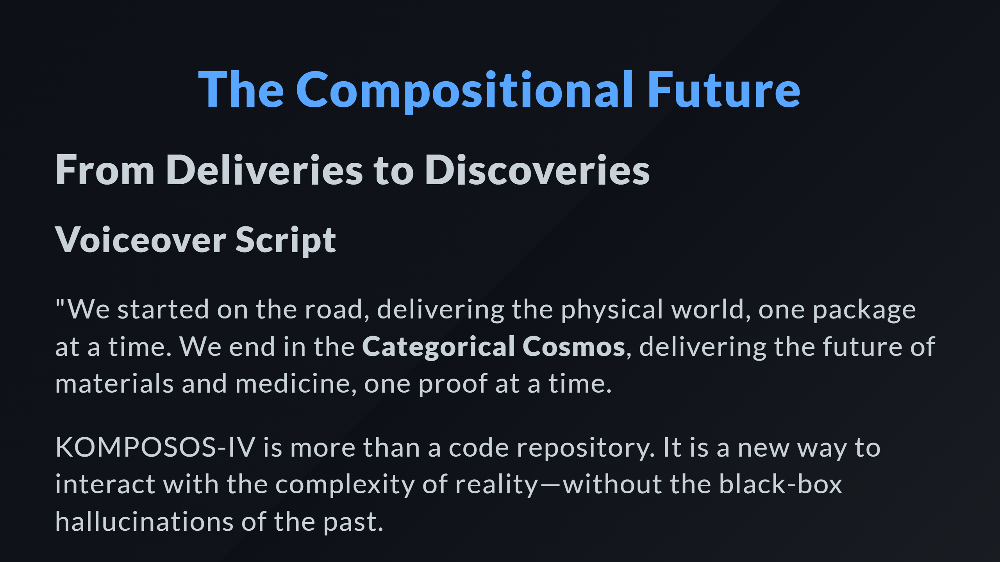 The Compositional Future
From Deliveries to Discoveries
Voiceover Script
"We started on the road, delivering the physical world, one package
at a time. We end in the Categorical Cosmos, delivering the future of
materials and medicine, one proof at a time.
KOMPOSOS-IV is more than a code repository. It is a new way to
interact with the complexity of reality—without the black-box
hallucinations of the past.